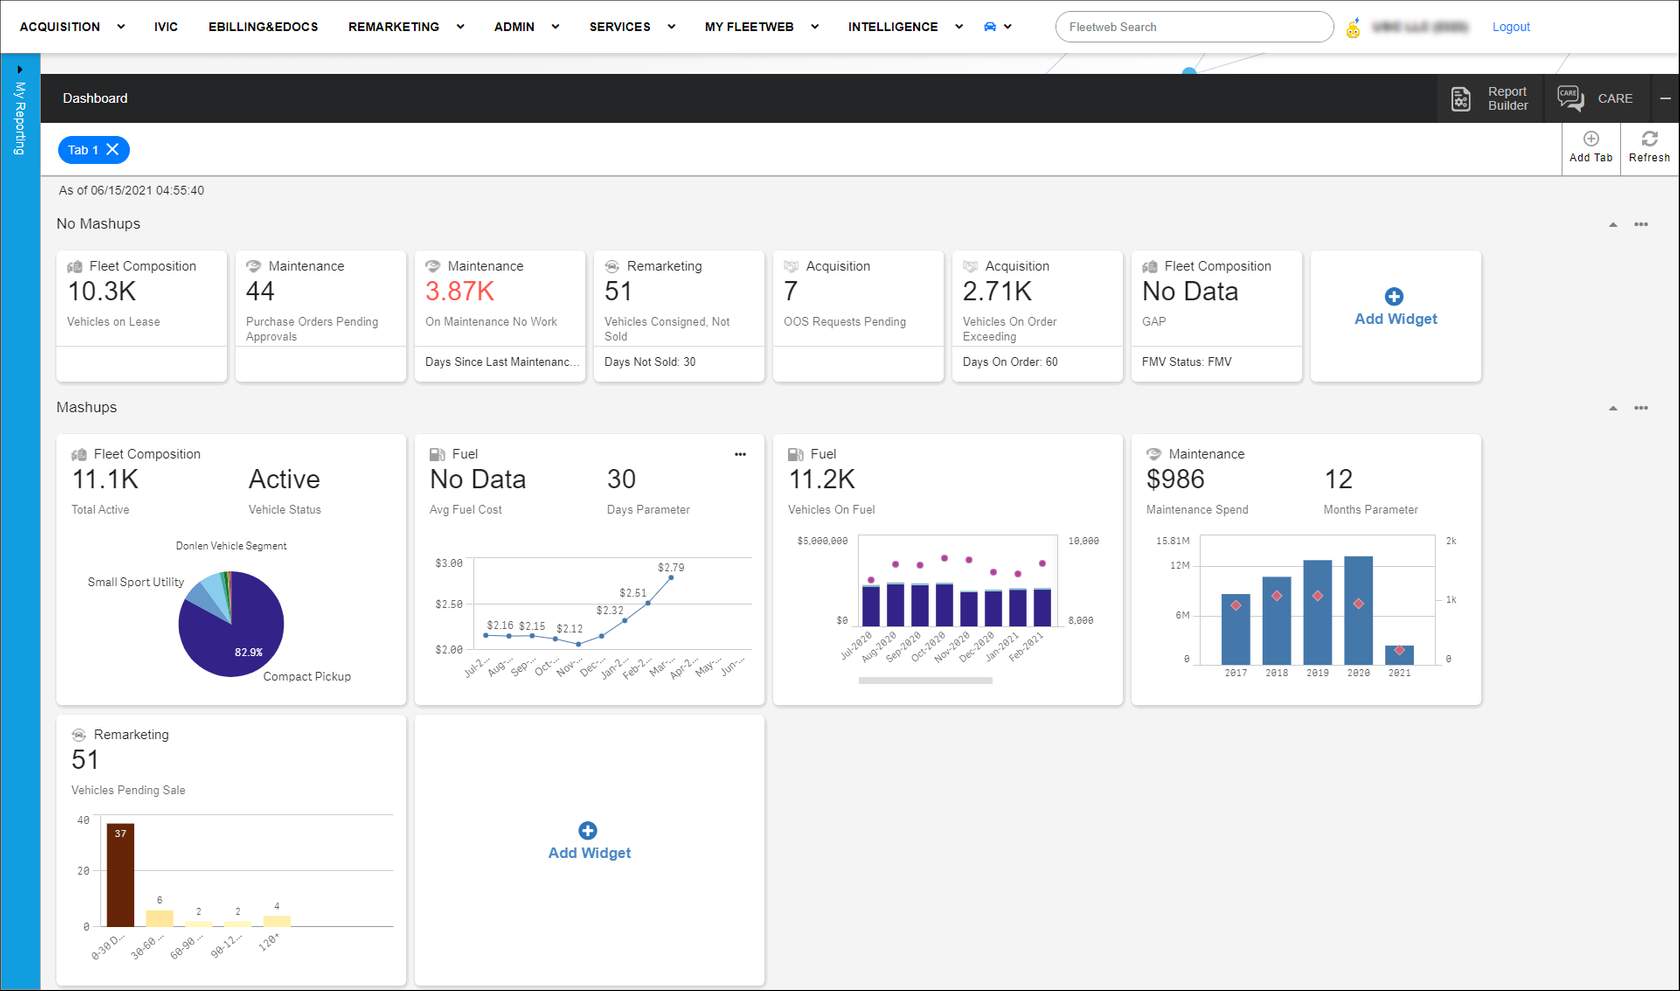 ACQUISITION IVIC EBILLING&EDOCS REMARKETING ADMIN SERVICES MY FLEETWEB INTELLIGENCE Fleetweb Search Logout
My Reporting
Dashboard
Report
Builder
CARE
CARE
Tab 1
Add Tab
Refresh
As of 06/15/2021 04:55:40
No Mashups
Fleet Composition
10.3K
Vehicles on Lease
Maintenance
44
Purchase Orders Pending
Approvals
Maintenance
3.87K
On Maintenance No Work
Days Since Last Maintenanc...
Remarketing
51
Vehicles Consigned, Not
Sold
Days Not Sold: 30
Acquisition
7
OOS Requests Pending
Acquisition
2.71K
Vehicles On Order
Exceeding
Days On Order: 60
Fleet Composition
No Data
GAP
FMV Status: FMV
Add Widget
Mashups
Fleet Composition
11.1K
Total Active
Active
Vehicle Status
Donlen Vehicle Segment
Small Sport Utility
82.9%
Compact Pickup
Fuel
No Data
Avg Fuel Cost
30
Days Parameter
$3.00
$2.50
$2.00
$2.16
$2.15
$2.12
$2.32
$2.51
$2.79
Jul-2...
Aug-...
Sep-...
Oct-...
Nov-...
Dec-...
Jan-2...
Feb-2...
Mar-...
Apr-2...
May-...
Jun-...
Fuel
11.2K
Vehicles On Fuel
$5,000,000
$0
10,000
8,000
Jul-2020
Aug-2020
Sep-2020
Oct-2020
Nov-2020
Dec-2020
Jan-2021
Feb-2021
Maintenance
$986
Maintenance Spend
12
Months Parameter
15.81M
12M
6M
0
2k
1k
0
2017
2018
2019
2020
2021
Remarketing
51
Vehicles Pending Sale
40
20
0
37
6
2
2
4
0-30 D...
30-60 ...
60-90 ...
90-12...
120+
Add Widget